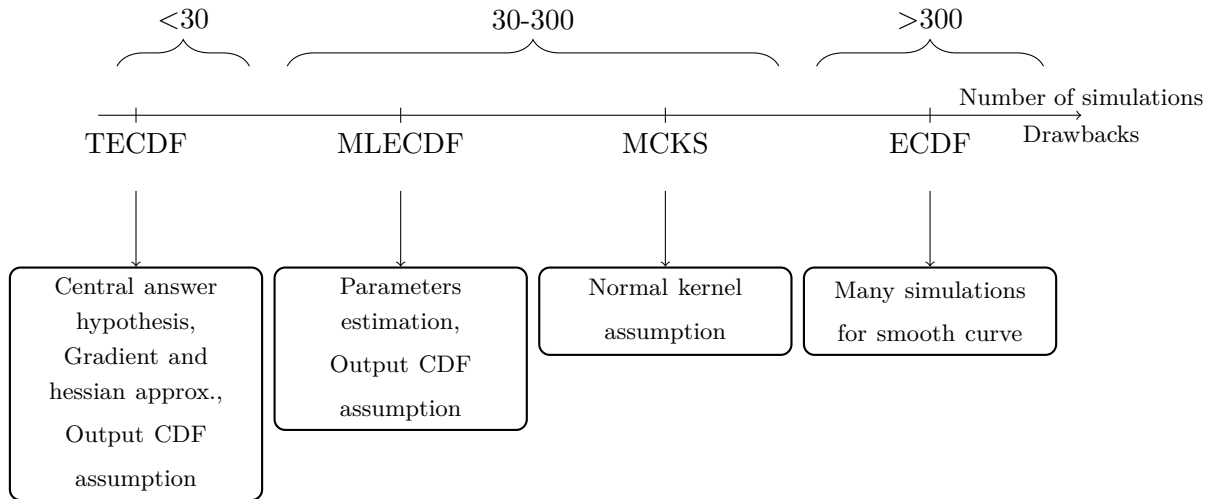 <30
30-300
>300
Number of simulations
Drawbacks
TECDF
MLECDF
MCKS
ECDF
Central answer
hypothesis,
Gradient and
hessian approx.,
Output CDF
assumption
Parameters
estimation,
Output CDF
assumption
Normal kernel
assumption
Many simulations
for smooth curve